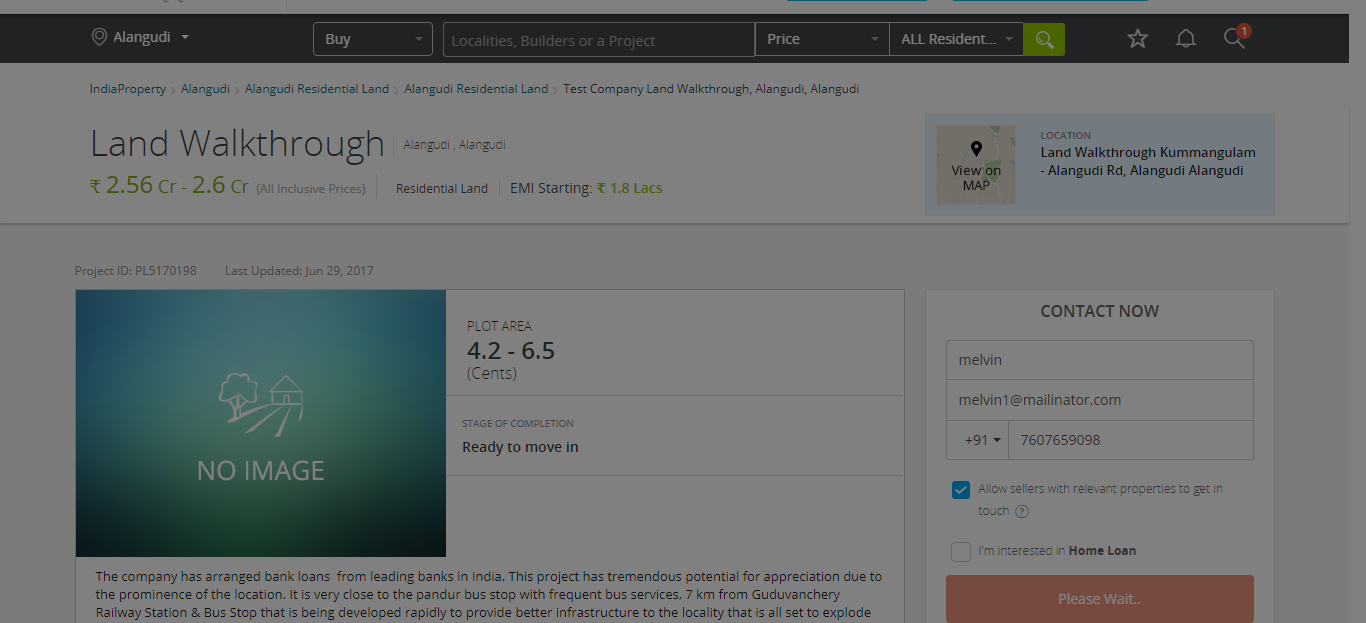 Alangudi
Buy
Localities, Builders or a Project
Price
ALL Resident...
1
IndiaProperty > Alangudi > Alangudi Residential Land > Alangudi Residential Land > Test Company Land Walkthrough, Alangudi, Alangudi
Land Walkthrough
Alangudi , Alangudi
₹ 2.56 Cr - 2.6 Cr (All Inclusive Prices)
Residential Land
EMI Starting: ₹ 1.8 Lacs
View on
MAP
LOCATION
Land Walkthrough Kummangulam
- Alangudi Rd, Alangudi Alangudi
Project ID: PL5170198
Last Updated: Jun 29, 2017
NO IMAGE
PLOT AREA
4.2 - 6.5
(Cents)
STAGE OF COMPLETION
Ready to move in
The company has arranged bank loans from leading banks in India. This project has tremendous potential for appreciation due to
the prominence of the location. It is very close to the pandur bus stop with frequent bus services, 7 km from Guduvanchery
Railway Station & Bus Stop that is being developed rapidly to provide better infrastructure to the locality that is all set to explode
CONTACT NOW
melvin
melvin1@mailinator.com
+91
7607659098
Allow sellers with relevant properties to get in
touch ?
I'm interested in Home Loan
Please Wait..